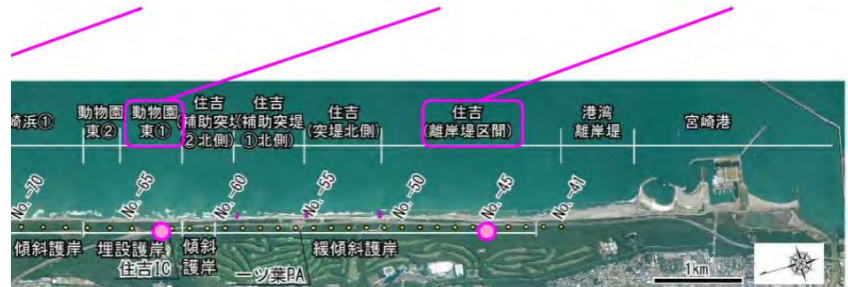 崎浜①
動物園
東②
動物園
東①
住吉
(補助突堤
②北側)
住吉
(補助突堤
①北側)
住吉
(突堤北側)
住吉
(離岸堤区間)
港湾
離岸堤
宮崎港
No.-70
No.-65
No.-60
No.-55
No.-50
No.-45
No.-41
傾斜護岸
埋設護岸
傾斜
護岸
緩傾斜護岸
住吉IC
一ツ葉PA
1km